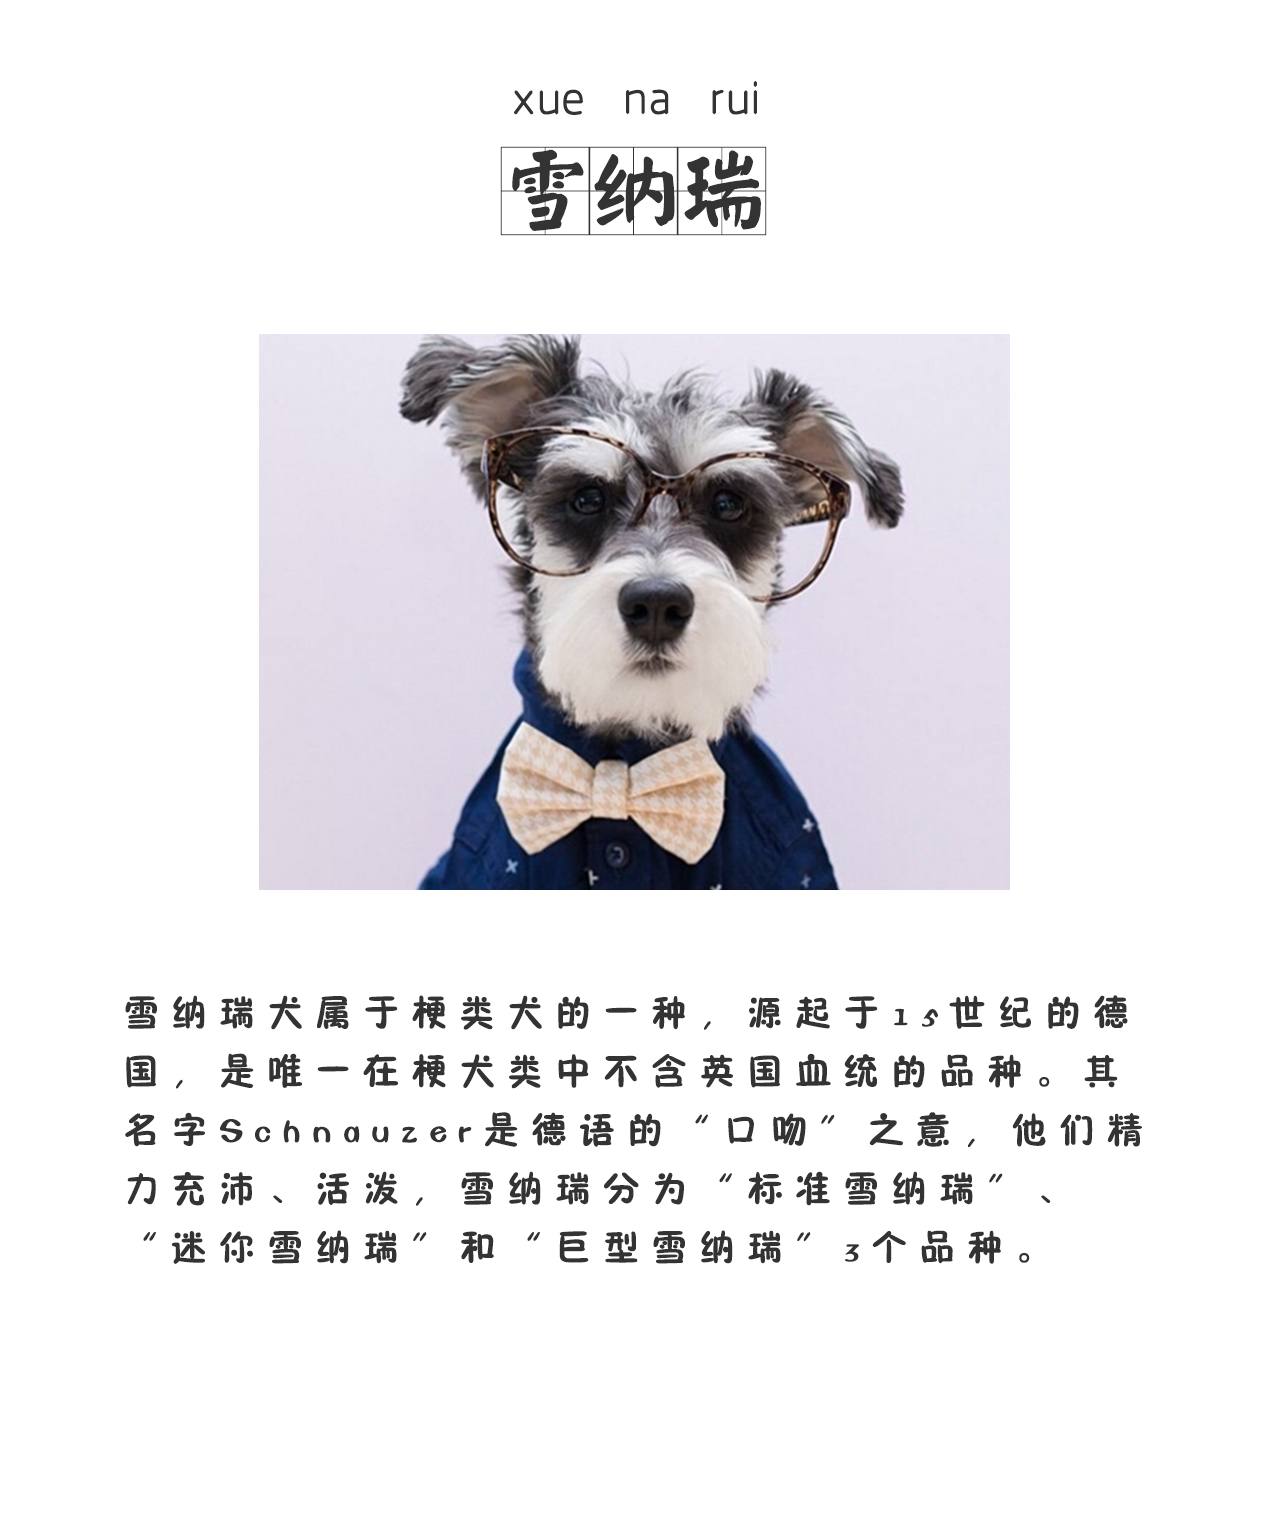 xue na rui
雪纳瑞
雪纳瑞犬属于梗类犬的一种，源起于15世纪的德
国，是唯一在梗犬类中不含英国血统的品种。其
名字Schnauzer是德语的“口吻”之意，他们精
力充沛、活泼，雪纳瑞分为“标准雪纳瑞”、
“迷你雪纳瑞”和“巨型雪纳瑞”3个品种。